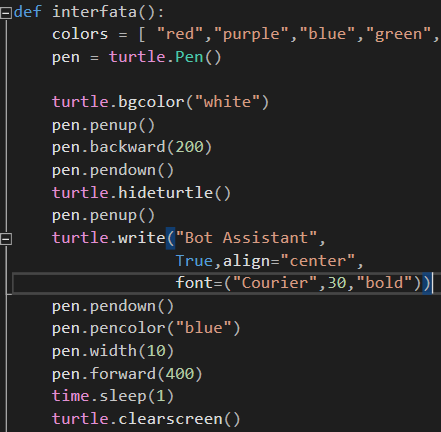 def interfata():
    colors = [ "red","purple","blue","green",
    pen = turtle.Pen()

    turtle.bgcolor("white")
    pen.penup()
    pen.backward(200)
    pen.pendown()
    turtle.hideturtle()
    pen.penup()
    turtle.write("Bot Assistant",
                 True,align="center",
                 font=("Courier",30,"bold"))
    pen.pendown()
    pen.pencolor("blue")
    pen.width(10)
    pen.forward(400)
    time.sleep(1)
    turtle.clearscreen()